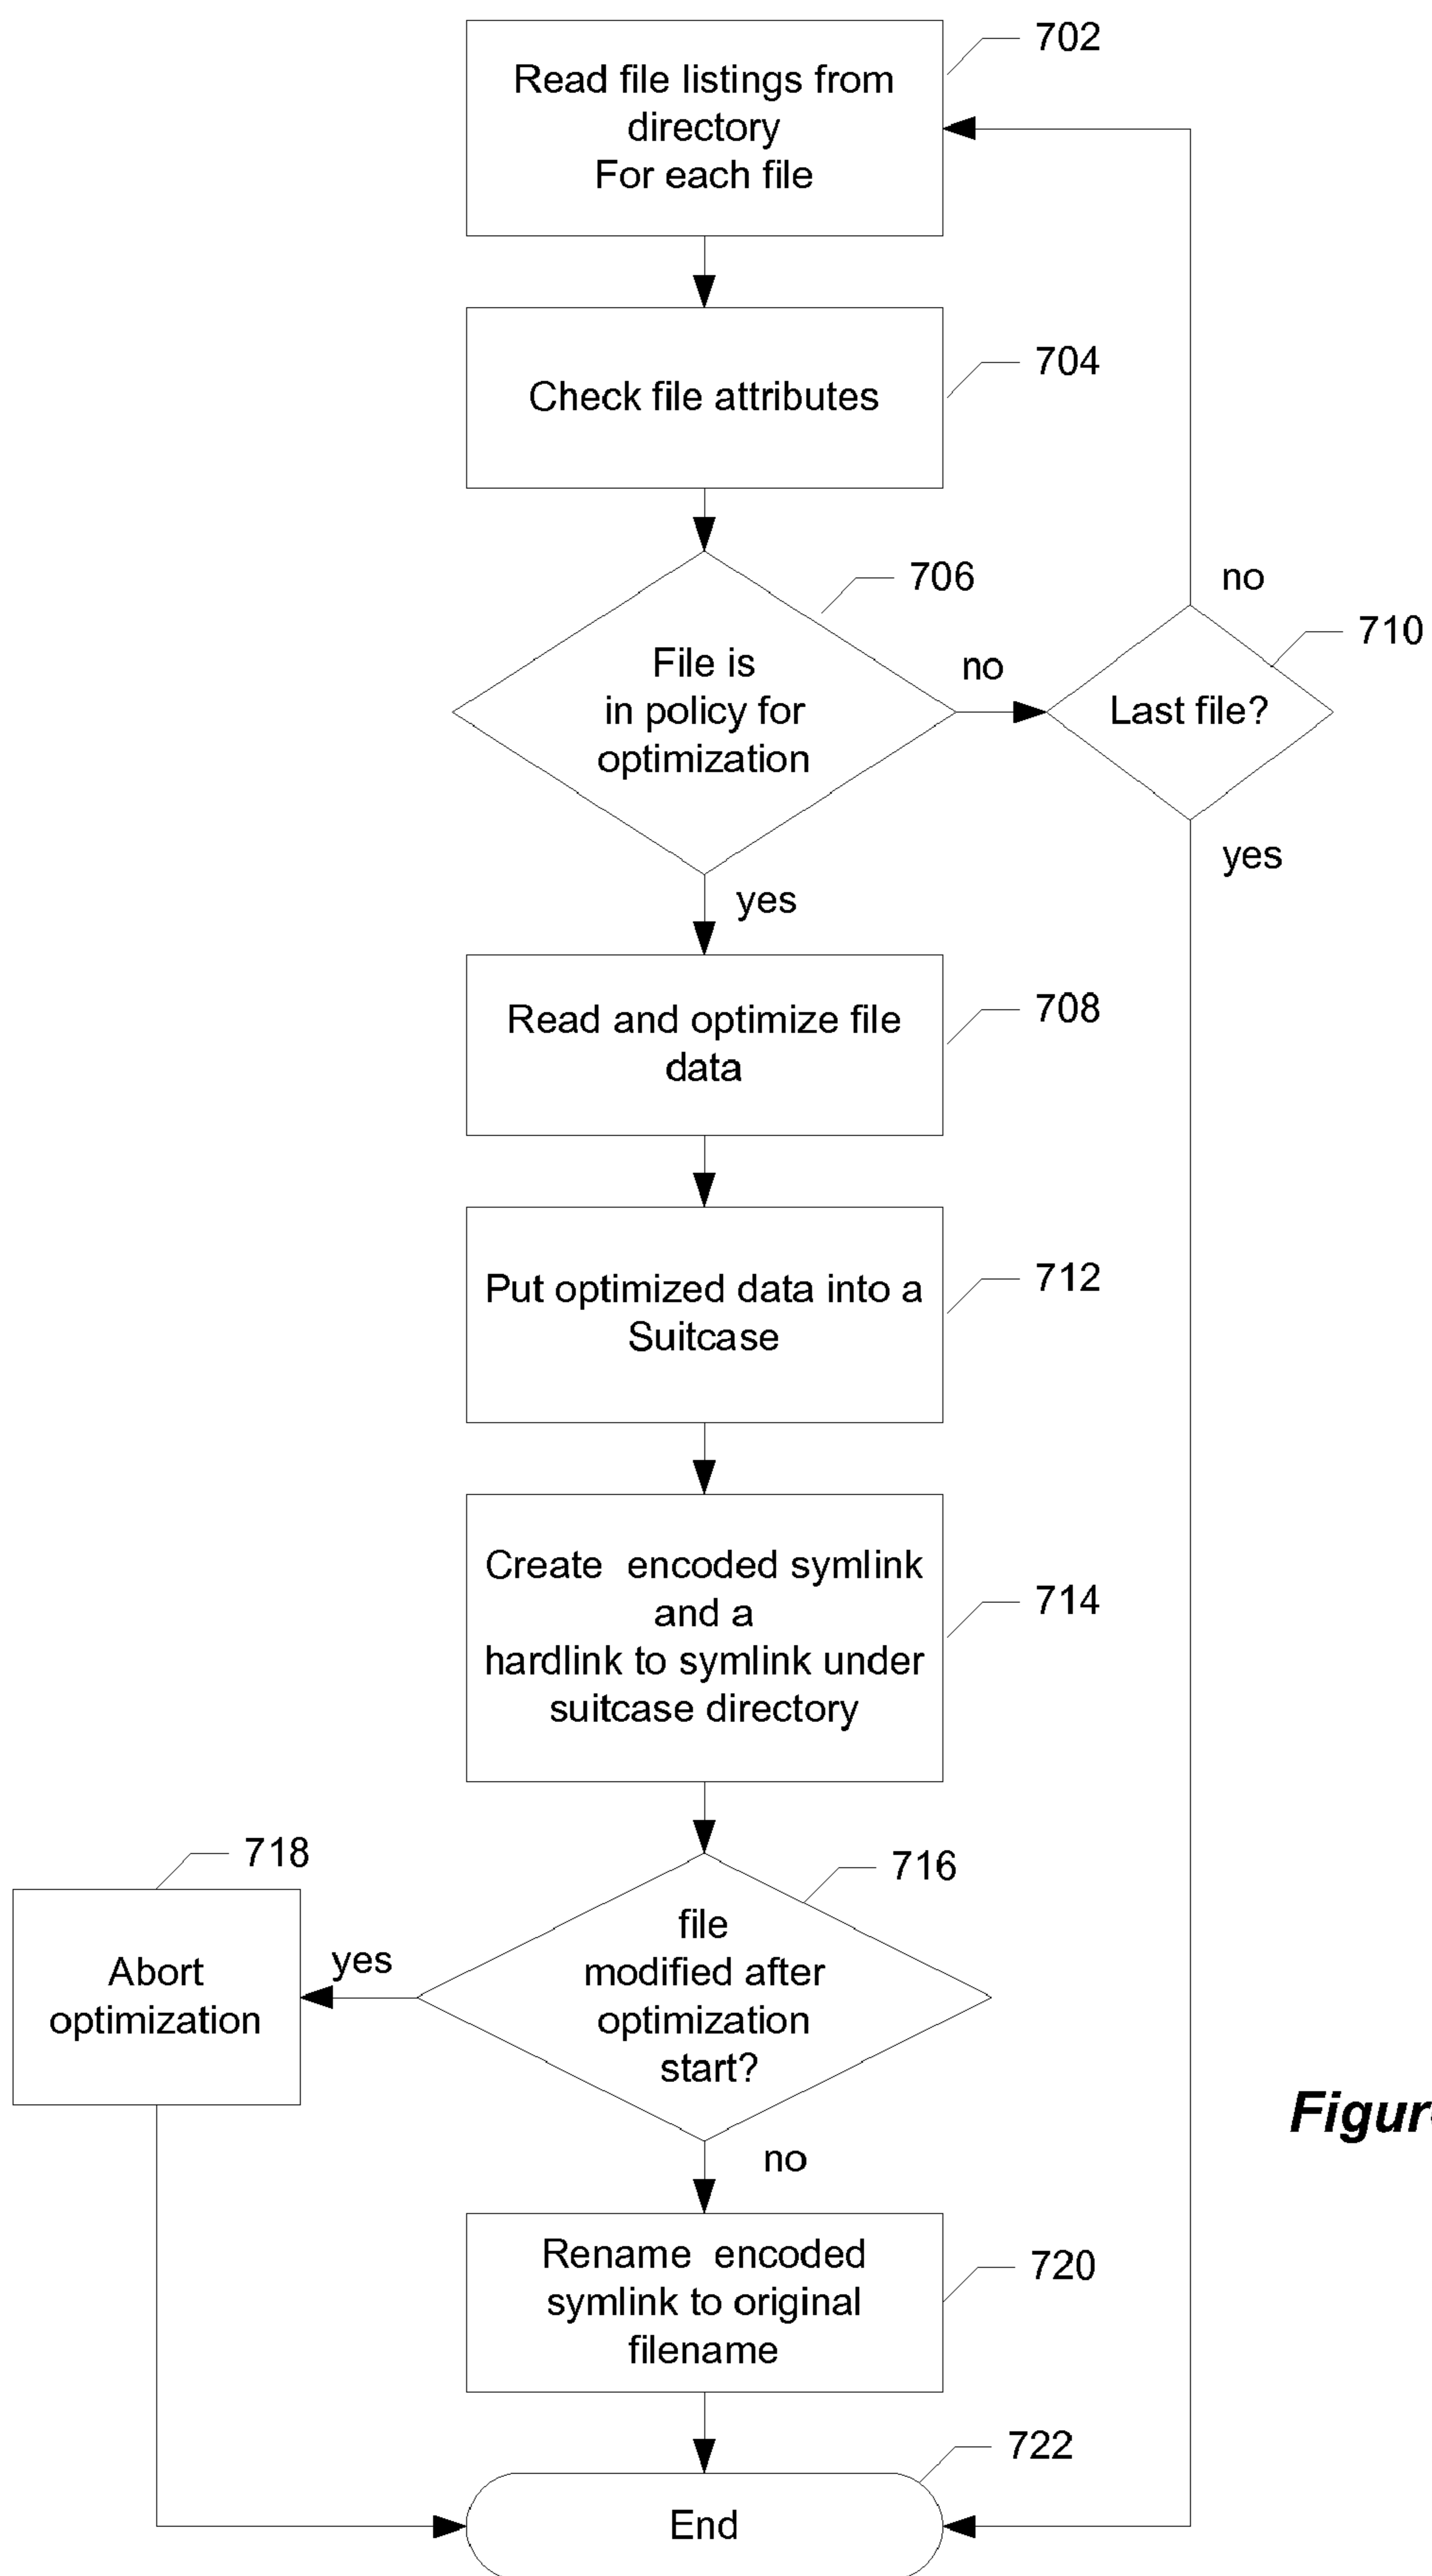 702
Read file listings from
directory
For each file
704
Check file attributes
706
File is
in policy for
optimization
no
no
710
Last file?
yes
yes
708
Read and optimize file
data
712
Put optimized data into a
Suitcase
714
Create encoded symlink
and a
hardlink to symlink under
suitcase directory
718
Abort
optimization
yes
716
file
modified after
optimization
start?
no
720
Rename encoded
symlink to original
filename
722
End